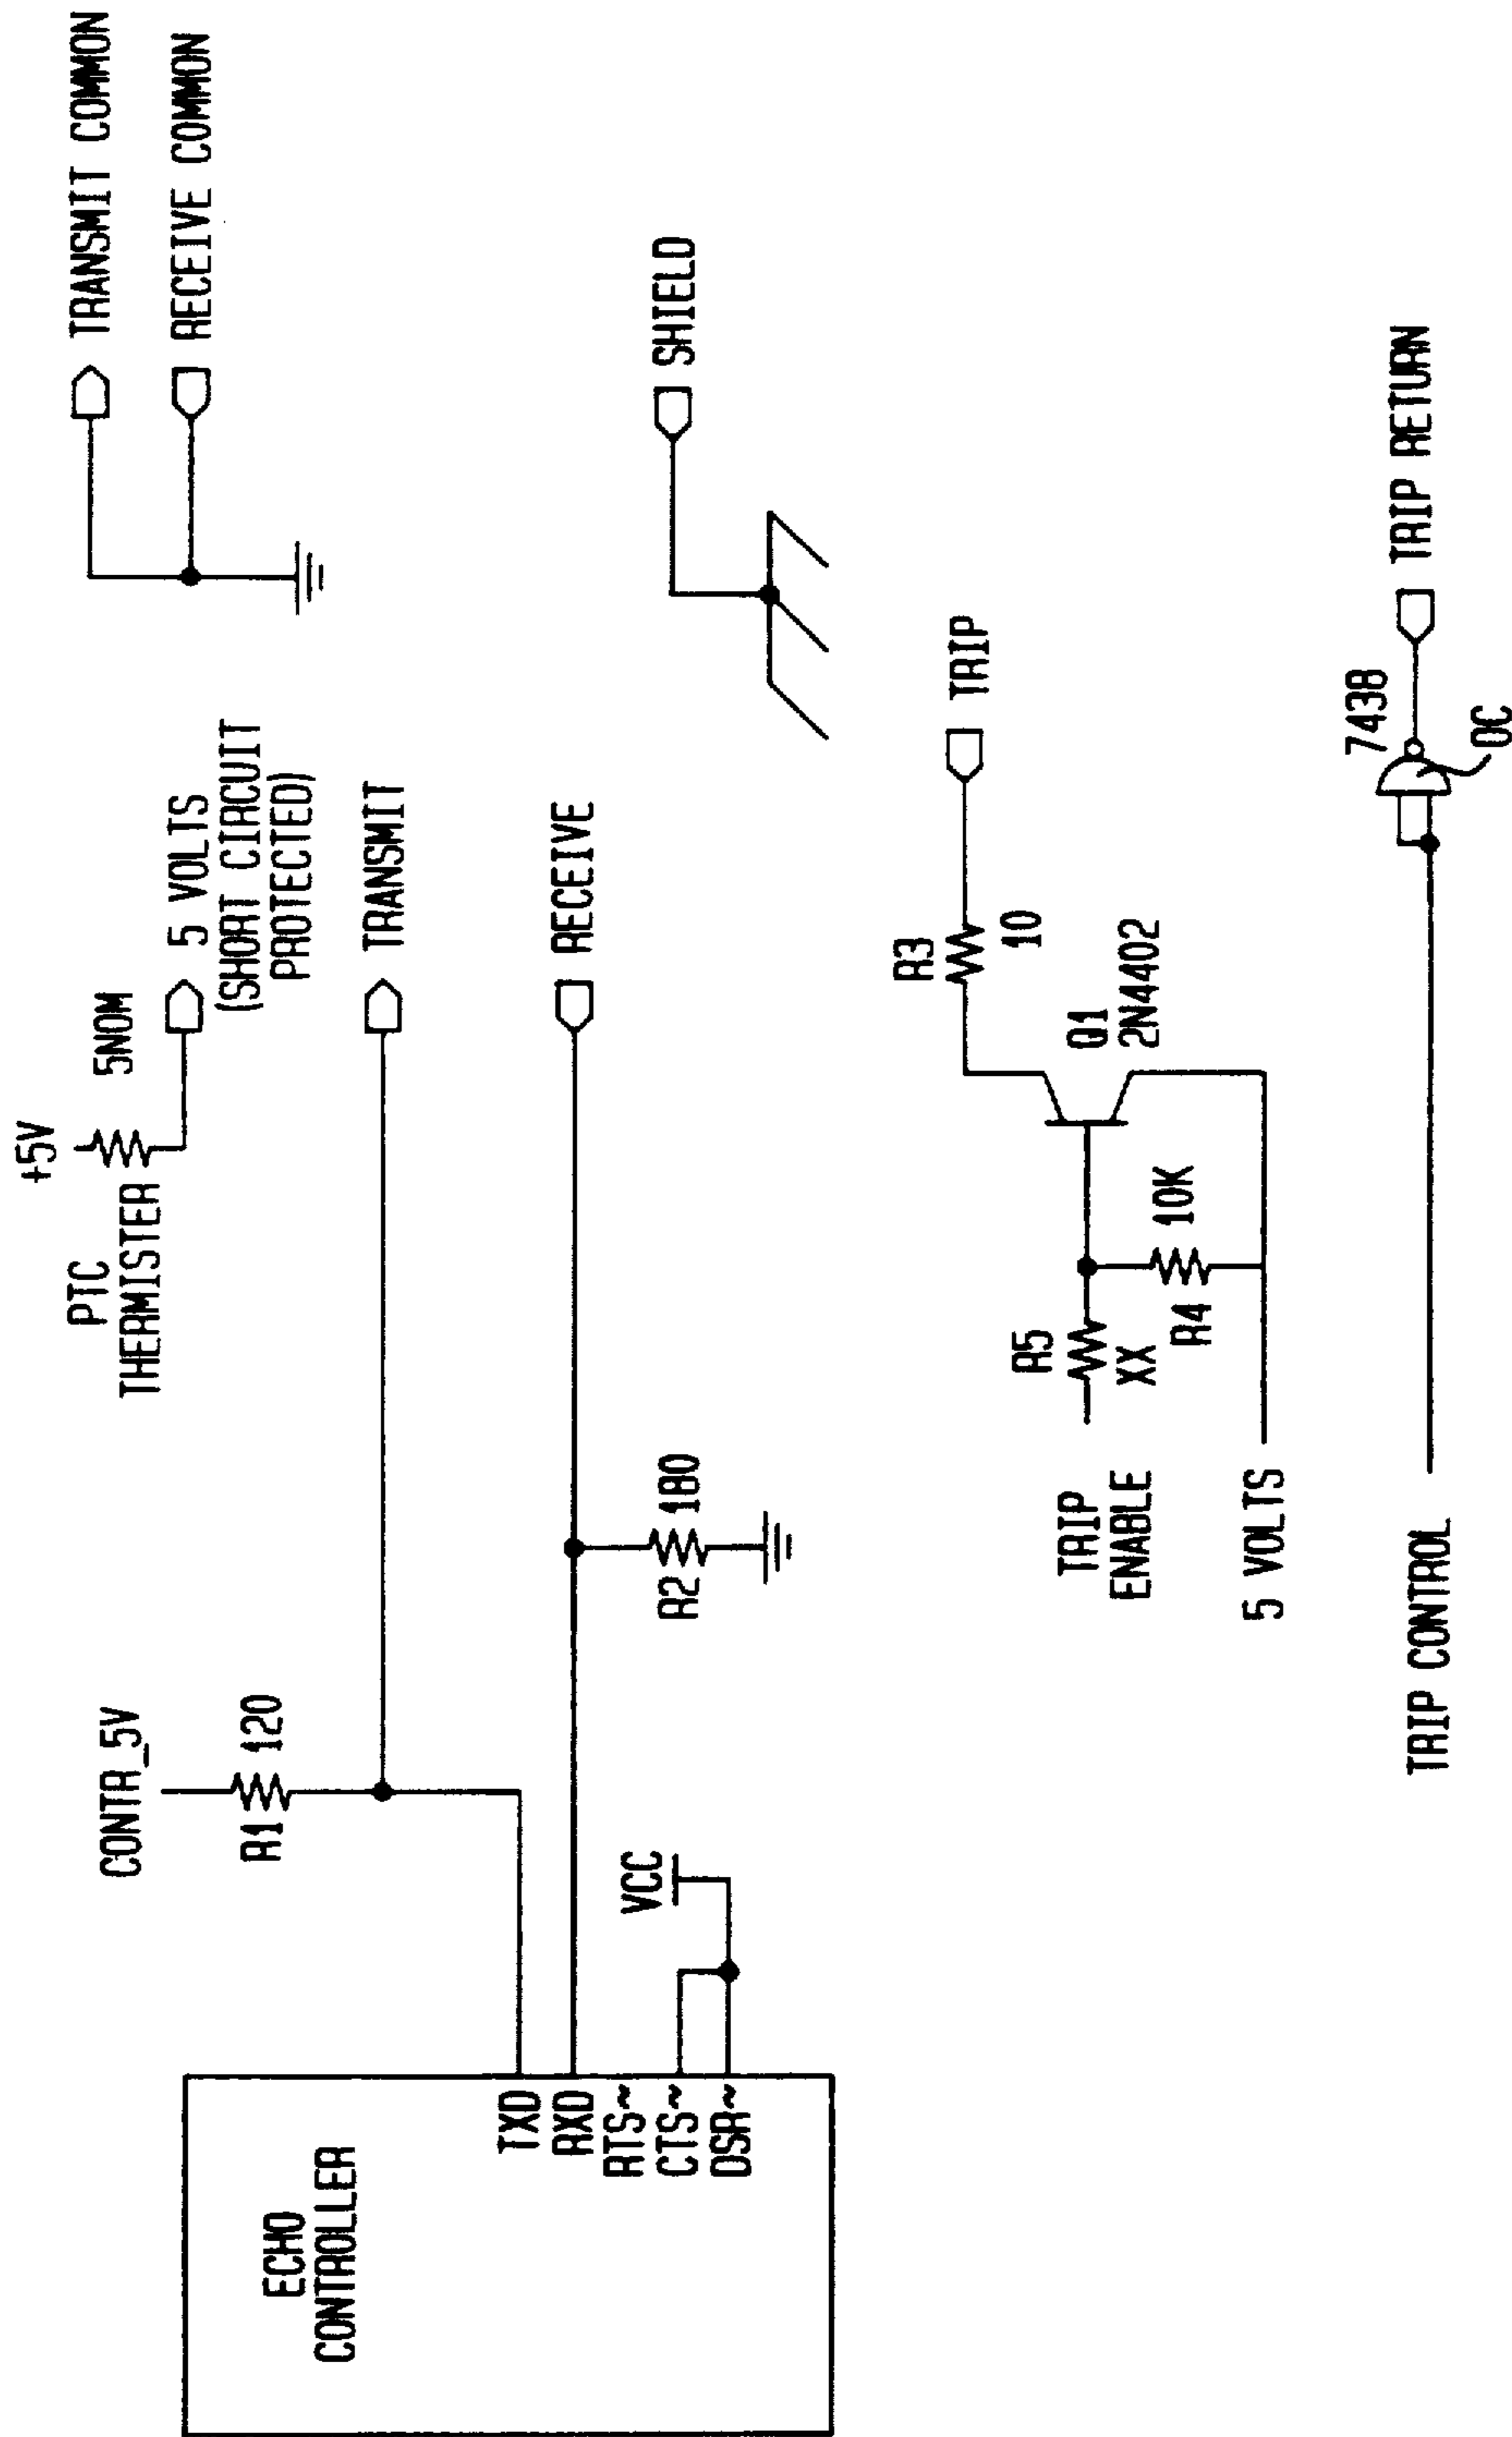 ECHO
CONTROLLER
TXD
RXD
RTS~
CTS~
DSR~
VCC
CONTR_5V
R1
120
R2
180
+5V
PTC
THERMISTER
5NOM
5 VOLTS
(SHORT CIRCUIT
PROTECTED)
TRANSMIT
RECEIVE
TRANSMIT COMMON
RECEIVE COMMON
SHIELD
TRIP
ENABLE
R5
XX
R4
10K
5 VOLTS
Q1
2N4402
R3
10
TRIP
TRIP CONTROL
7438
OC
TRIP RETURN